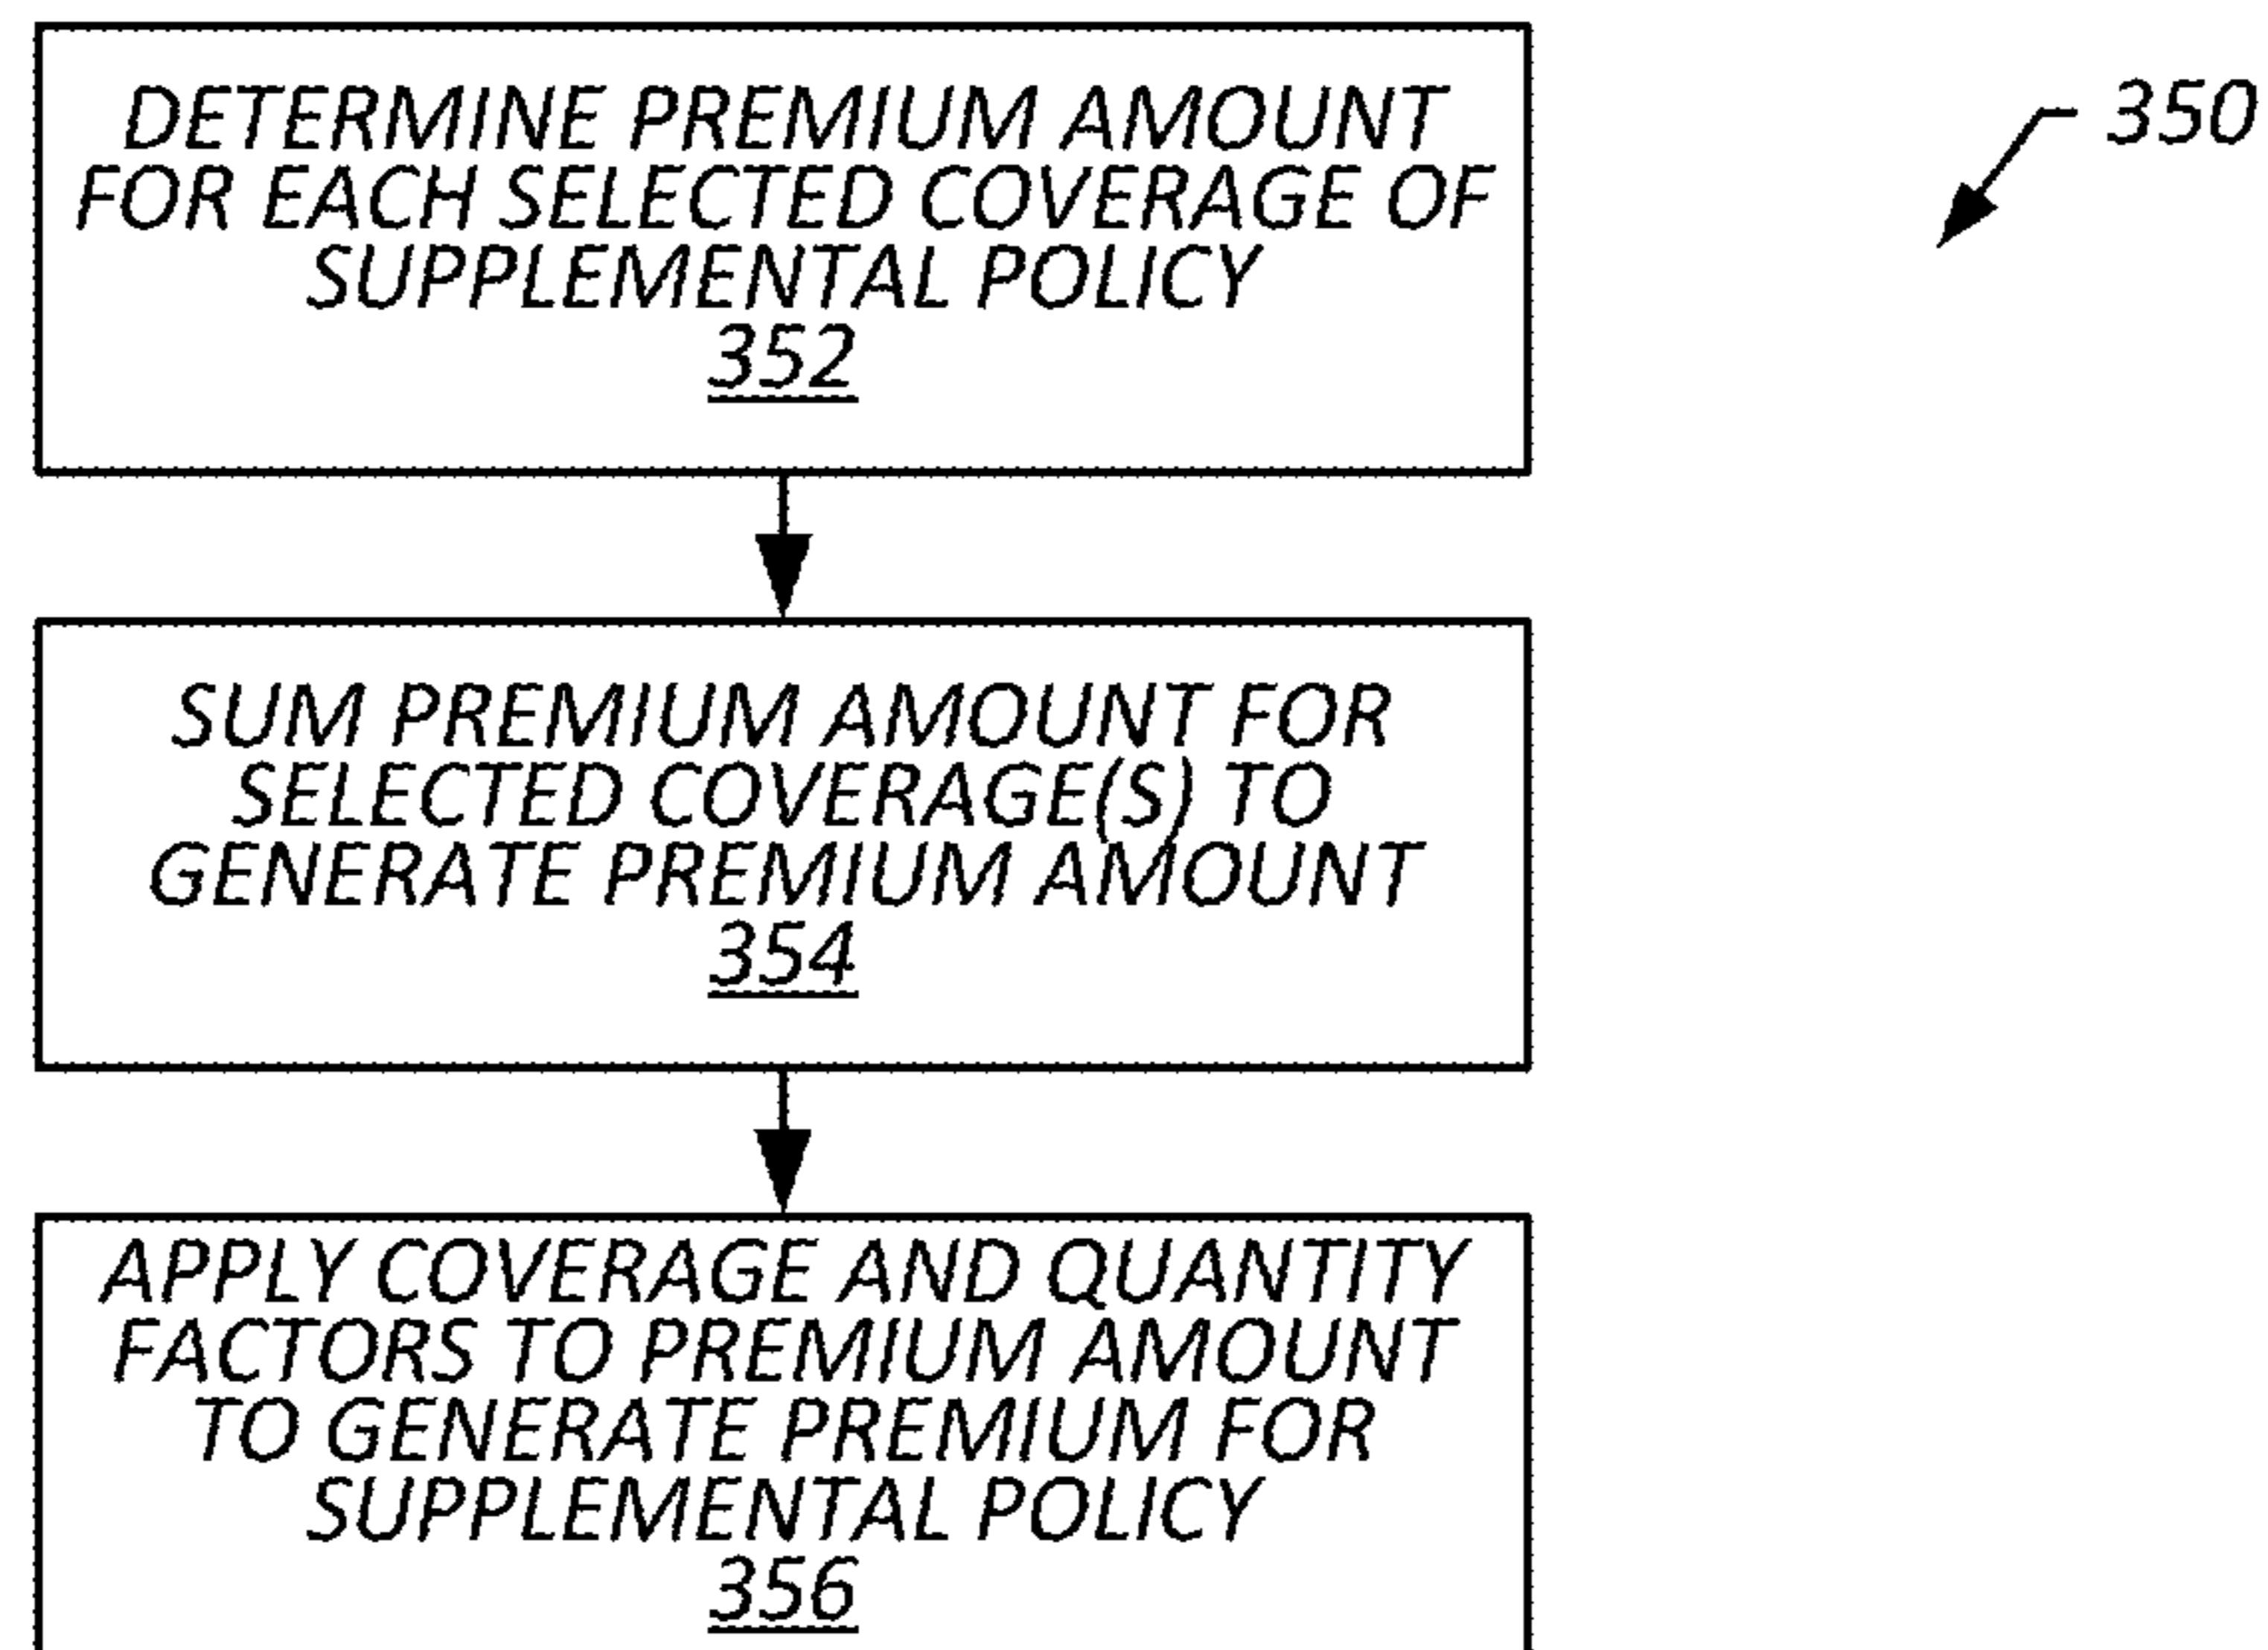 DETERMINE PREMIUM AMOUNT
FOR EACH SELECTED COVERAGE OF
SUPPLEMENTAL POLICY
352
350
SUM PREMIUM AMOUNT FOR
SELECTED COVERAGE(S) TO
GENERATE PREMIUM AMOUNT
354
APPLY COVERAGE AND QUANTITY
FACTORS TO PREMIUM AMOUNT
TO GENERATE PREMIUM FOR
SUPPLEMENTAL POLICY
356